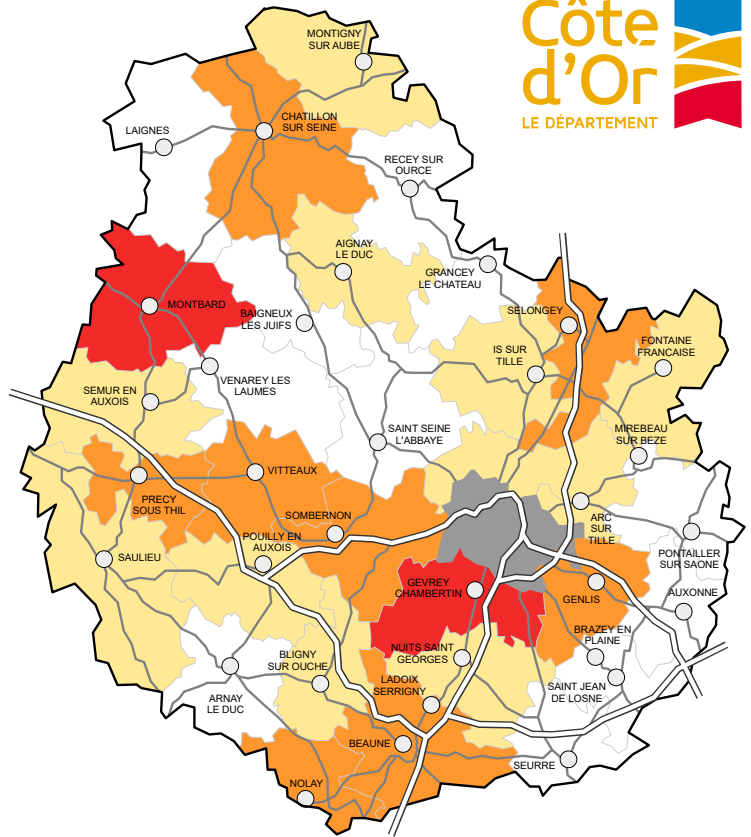 Côte
d'Or
LE DÉPARTEMENT
MONTIGNY
SUR AUBE
CHATILLON
SUR SEINE
LAIGNES
RECEY SUR
OURCE
AIGNAY
LE DUC
GRANCEY
LE CHATEAU
MONTBARD
BAIGNEUX
LES JUIFS
SELONGEY
FONTAINE
FRANCAISE
IS SUR
TILLE
VENAREY LES
LAUMES
SEMUR EN
AUXOIS
SAINT SEINE
L'ABBAYE
MIREBEAU
SUR BEZE
VITTEAUX
PRECY
SOUS THIL
SOMBERNON
ARC
SUR
TILLE
POUILLY EN
AUXOIS
SAULIEU
PONTAILLER
SUR SAONE
GEVREY
CHAMBERTIN
GENLIS
AUXONNE
BRAZEY EN
PLAINE
NUITS SAINT
GEORGES
BLIGNY
SUR OUCHE
LADOIX
SERRIGNY
SAINT JEAN
DE LOSNE
ARNAY
LE DUC
BEAUNE
SEURRE
NOLAY